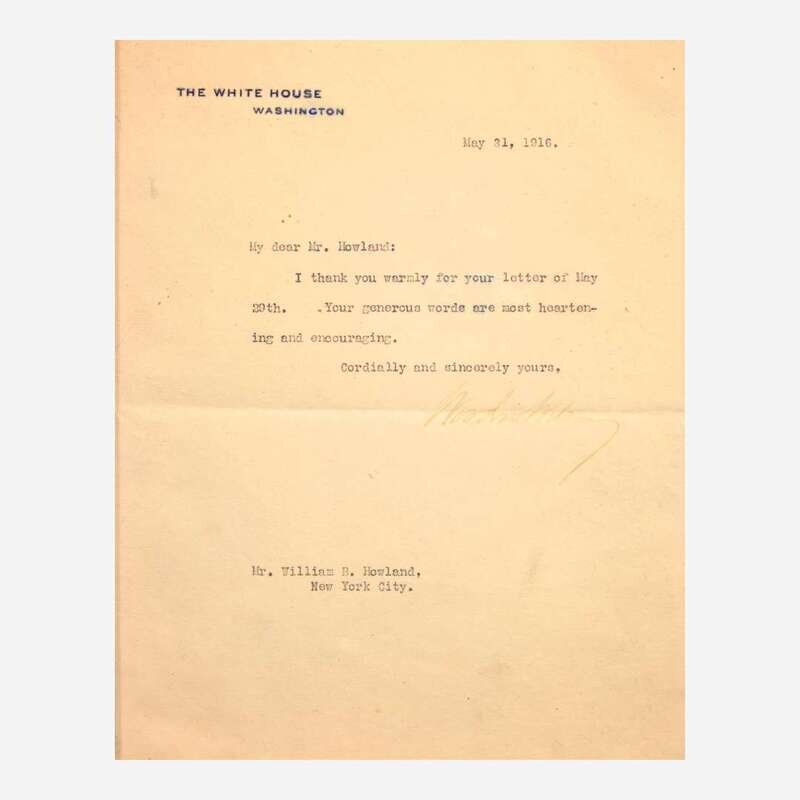 THE WHITE HOUSE
WASHINGTON
May 31, 1916.
My dear Mr. Howland:
I thank you warmly for your letter of May
29th. Your generous words are most hearten-
ing and encouraging.
Cordially and sincerely yours,
Mr. William B. Howland,
New York City.